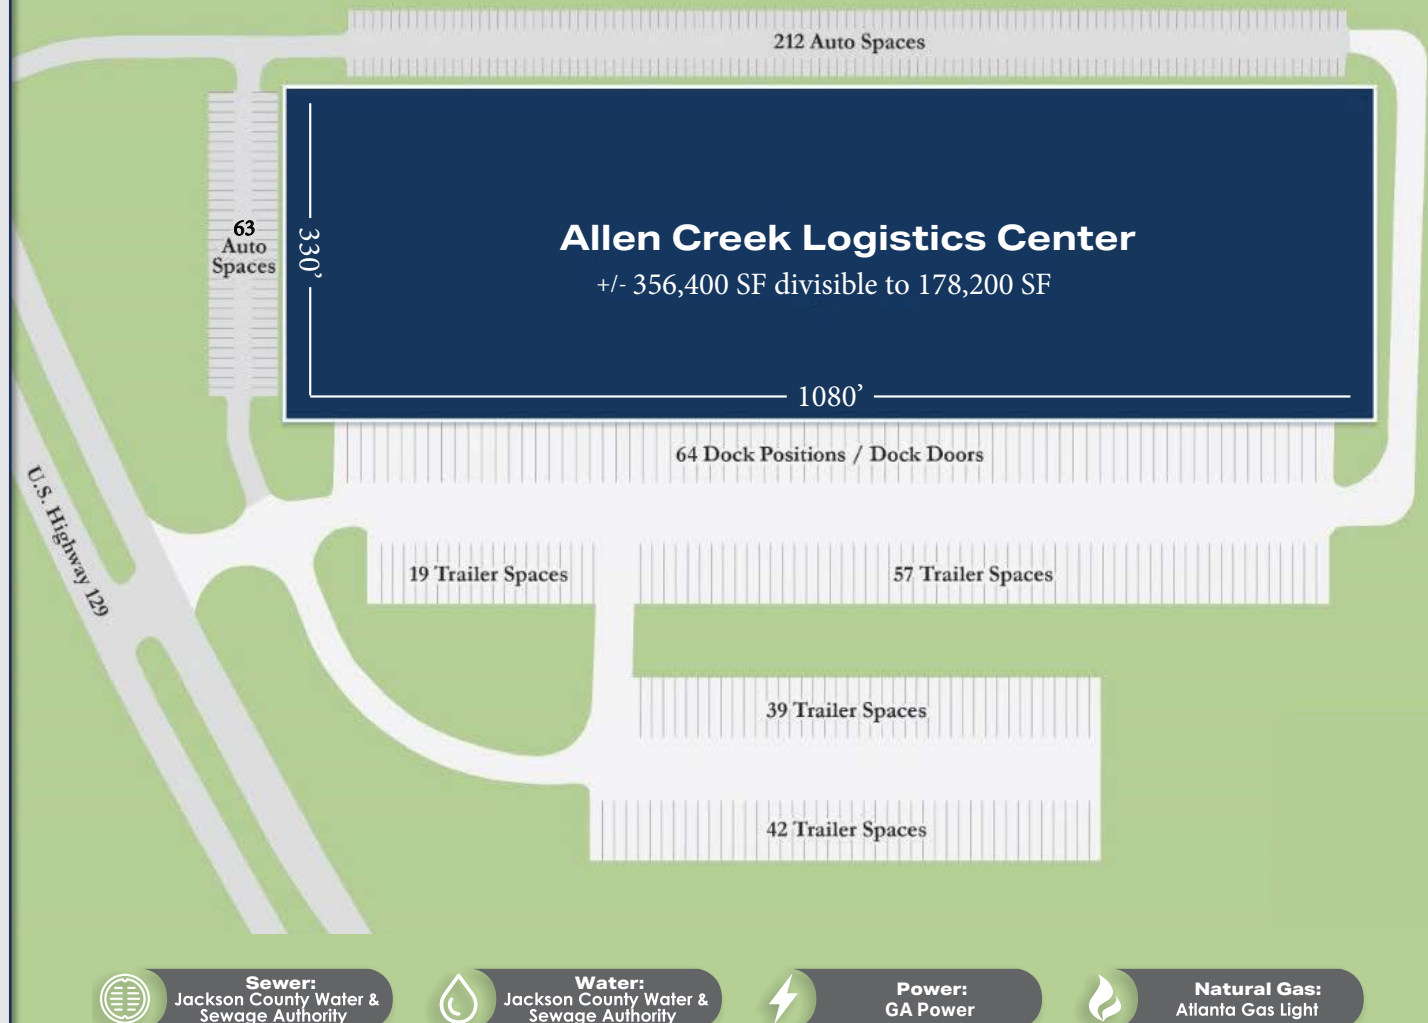 212 Auto Spaces
63
Auto
Spaces
330’
Allen Creek Logistics Center
+/- 356,400 SF divisible to 178,200 SF
1080’
64 Dock Positions / Dock Doors
U.S. Highway 129
19 Trailer Spaces
57 Trailer Spaces
39 Trailer Spaces
42 Trailer Spaces
Sewer:
Jackson County Water &
Sewage Authority
Water:
Jackson County Water &
Sewage Authority
Power:
GA Power
Natural Gas:
Atlanta Gas Light